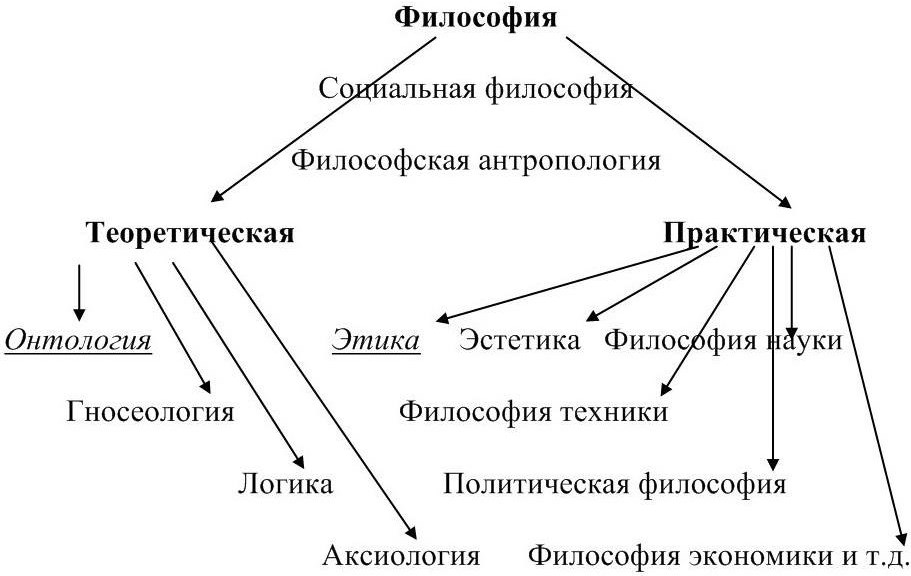 Философия
Социальная философия
Философская антропология
Теоретическая Практическая
Онтология Этика Эстетика Философия науки
Гносеология Философия техники
Логика Политическая философия
Аксиология Философия экономики и т.д.